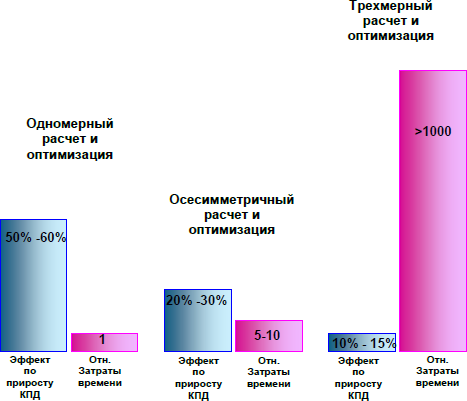 Одномерный
расчет и
оптимизация
50% -60%
1
Эффект
по
приросту
КПД
Отн.
Затраты
времени
Осесимметричный
расчет и
оптимизация
20% -30%
5-10
Эффект
по
приросту
КПД
Отн.
Затраты
времени
Трехмерный
расчет и
оптимизация
10% - 15%
>1000
Эффект
по
приросту
КПД
Отн.
Затраты
времени